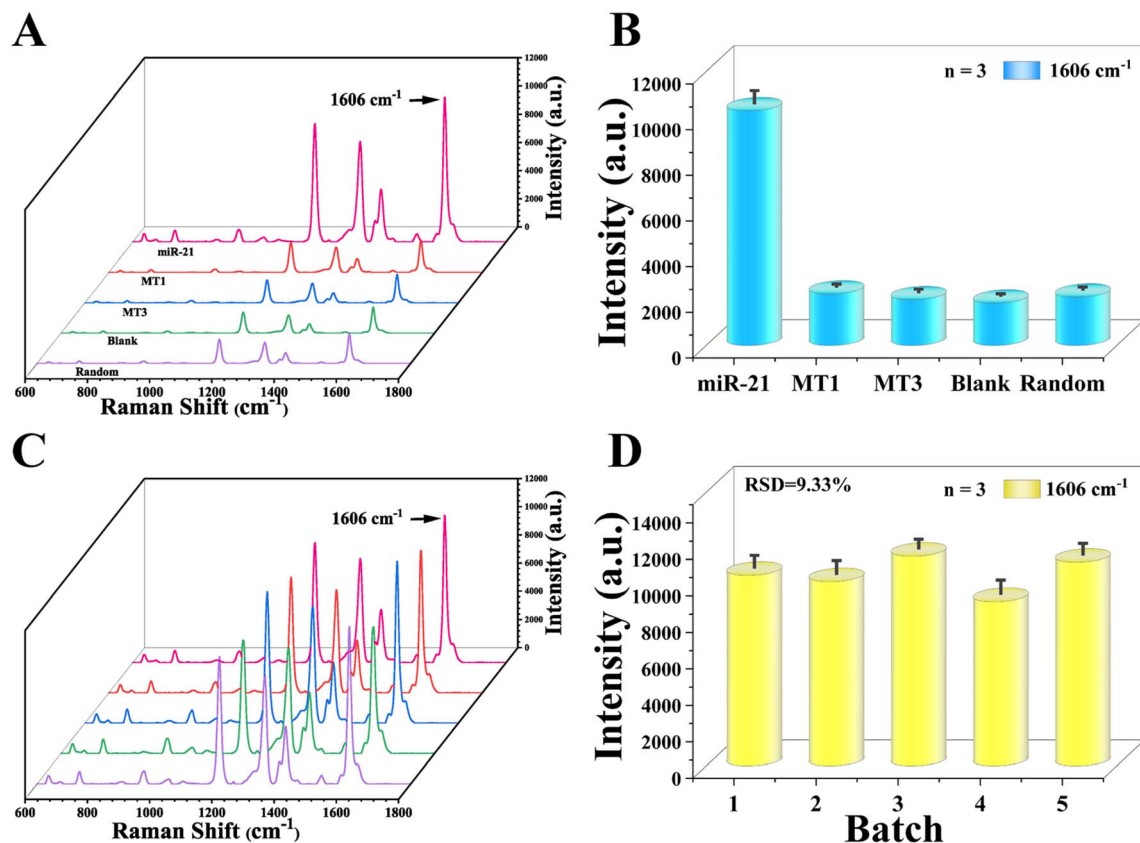 A
12000
10000
8000
6000
4000
2000
0
Intensity (a.u.)
1606 cm-1
miR-21
MT1
MT3
Blank
Random
600 800 1000 1200 1400 1600 1800
Raman Shift (cm-1)
B
n = 3 1606 cm-1
12000
10000
8000
6000
4000
2000
0
Intensity (a.u.)
miR-21 MT1 MT3 Blank Random
C
12000
10000
8000
6000
4000
2000
0
Intensity (a.u.)
1606 cm-1
600 800 1000 1200 1400 1600 1800
Raman Shift (cm-1)
D
RSD=9.33% n = 3 1606 cm-1
14000
12000
10000
8000
6000
4000
2000
0
Intensity (a.u.)
1 2 3 4 5
Batch